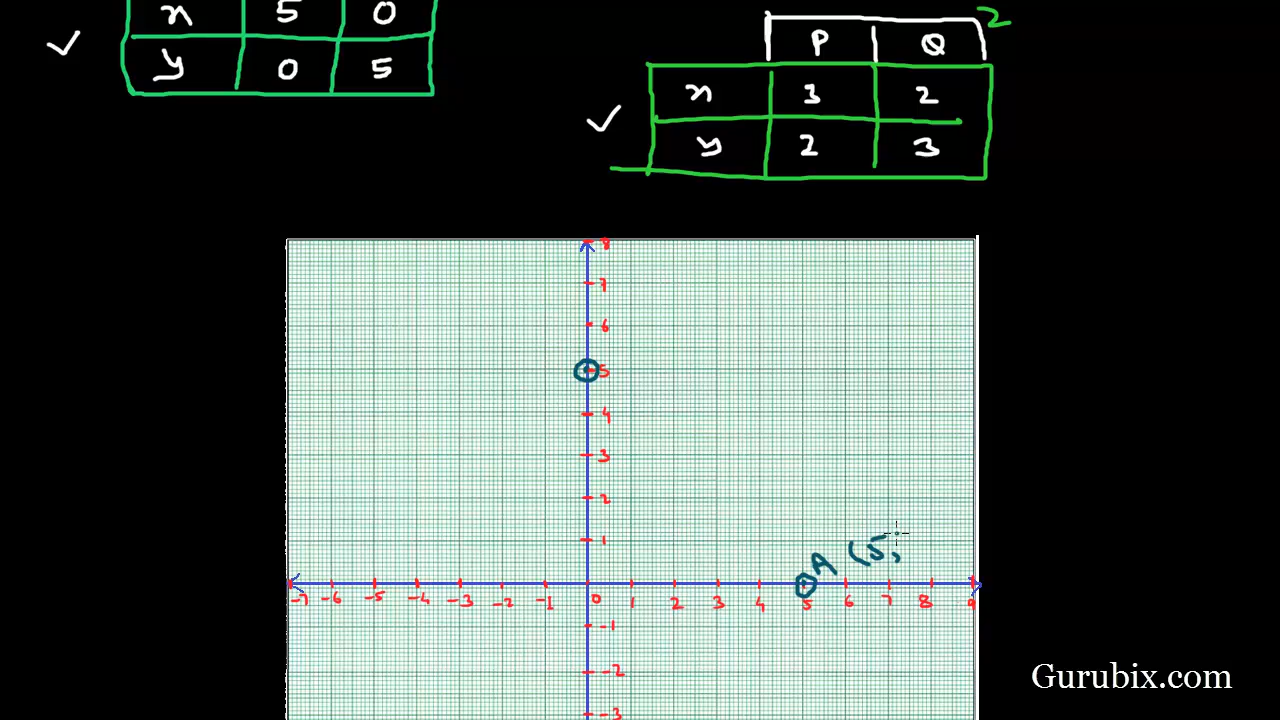 x 5 0
y 0 5
2
P Q
x 3 2
y 2 3
8
7
6
5
4
3
2
1
A (5,
-7 -6 -5 -4 -3 -2 -1 0 1 2 3 4 5 6 7 8 9
-1
-2
-3
Gurubix.com